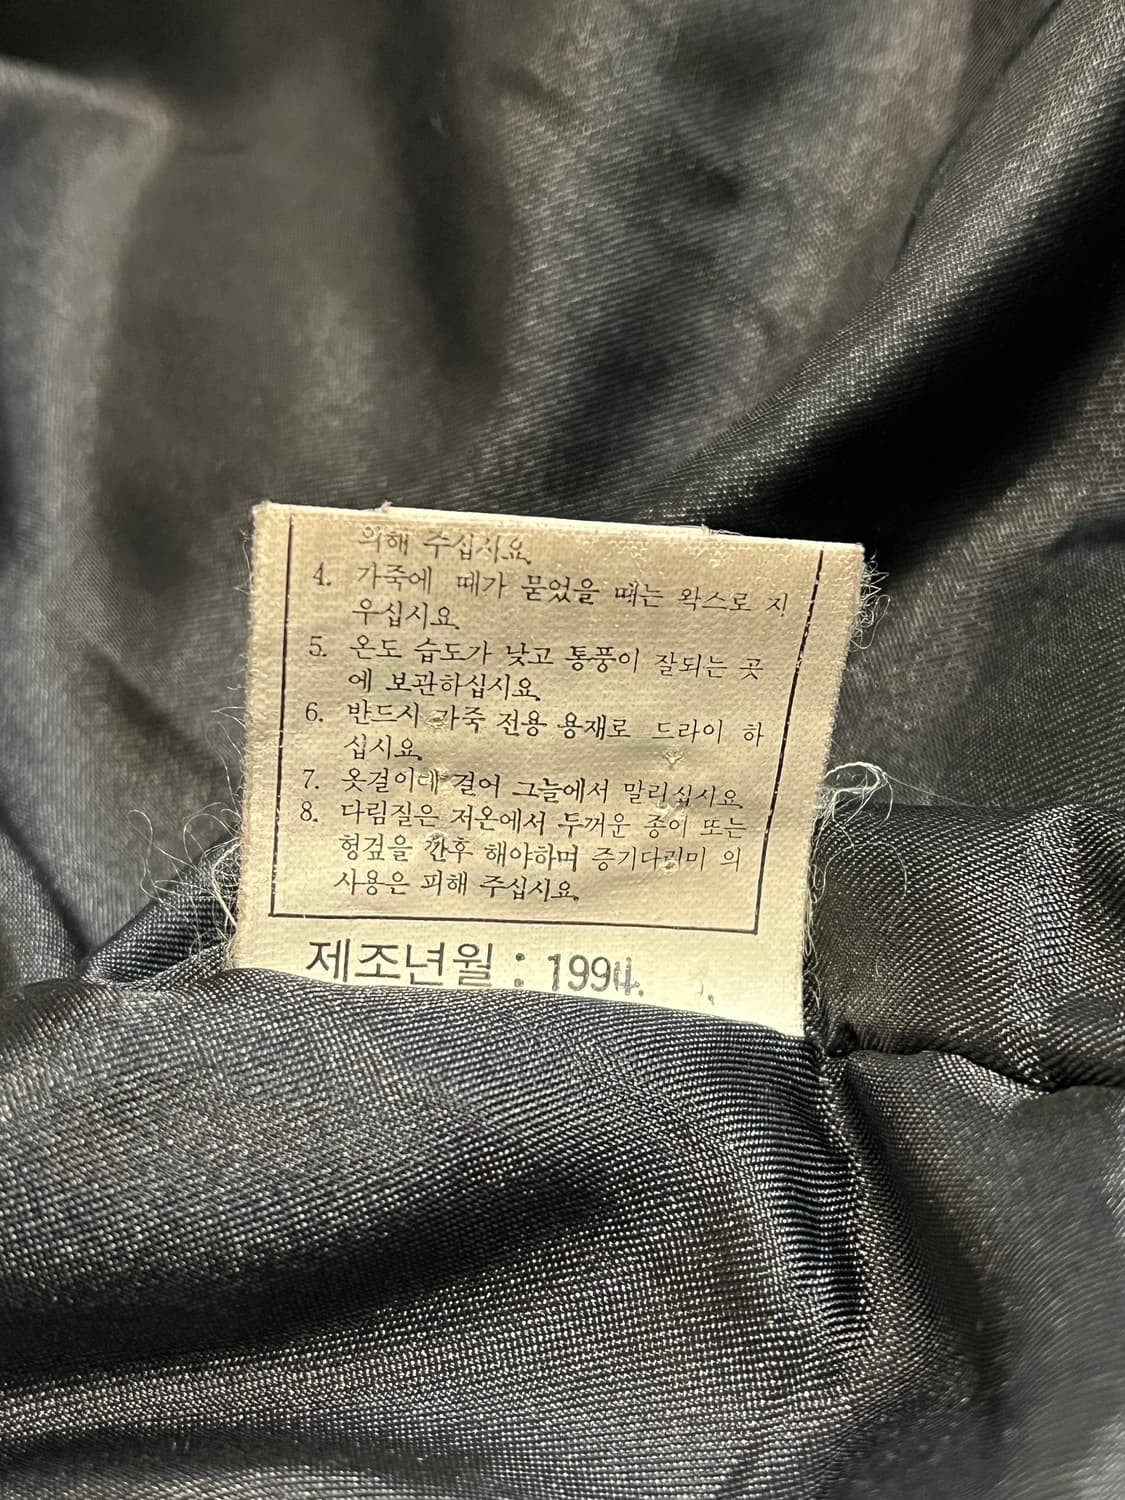 의해 주십시요.
4. 가죽에 때가 묻었을 때는 왁스로 지
우십시요.
5. 온도 습도가 낮고 통풍이 잘되는 곳
에 보관하십시요.
6. 반드시 가죽 전용 용재로 드라이 하
십시요.
7. 옷걸이에 걸어 그늘에서 말리십시요.
8. 다림질은 저온에서 두꺼운 종이 또는
헝겊을 깐후 해야하며 증기다림미 의
사용은 피해 주십시요.
제조년월 : 1994.